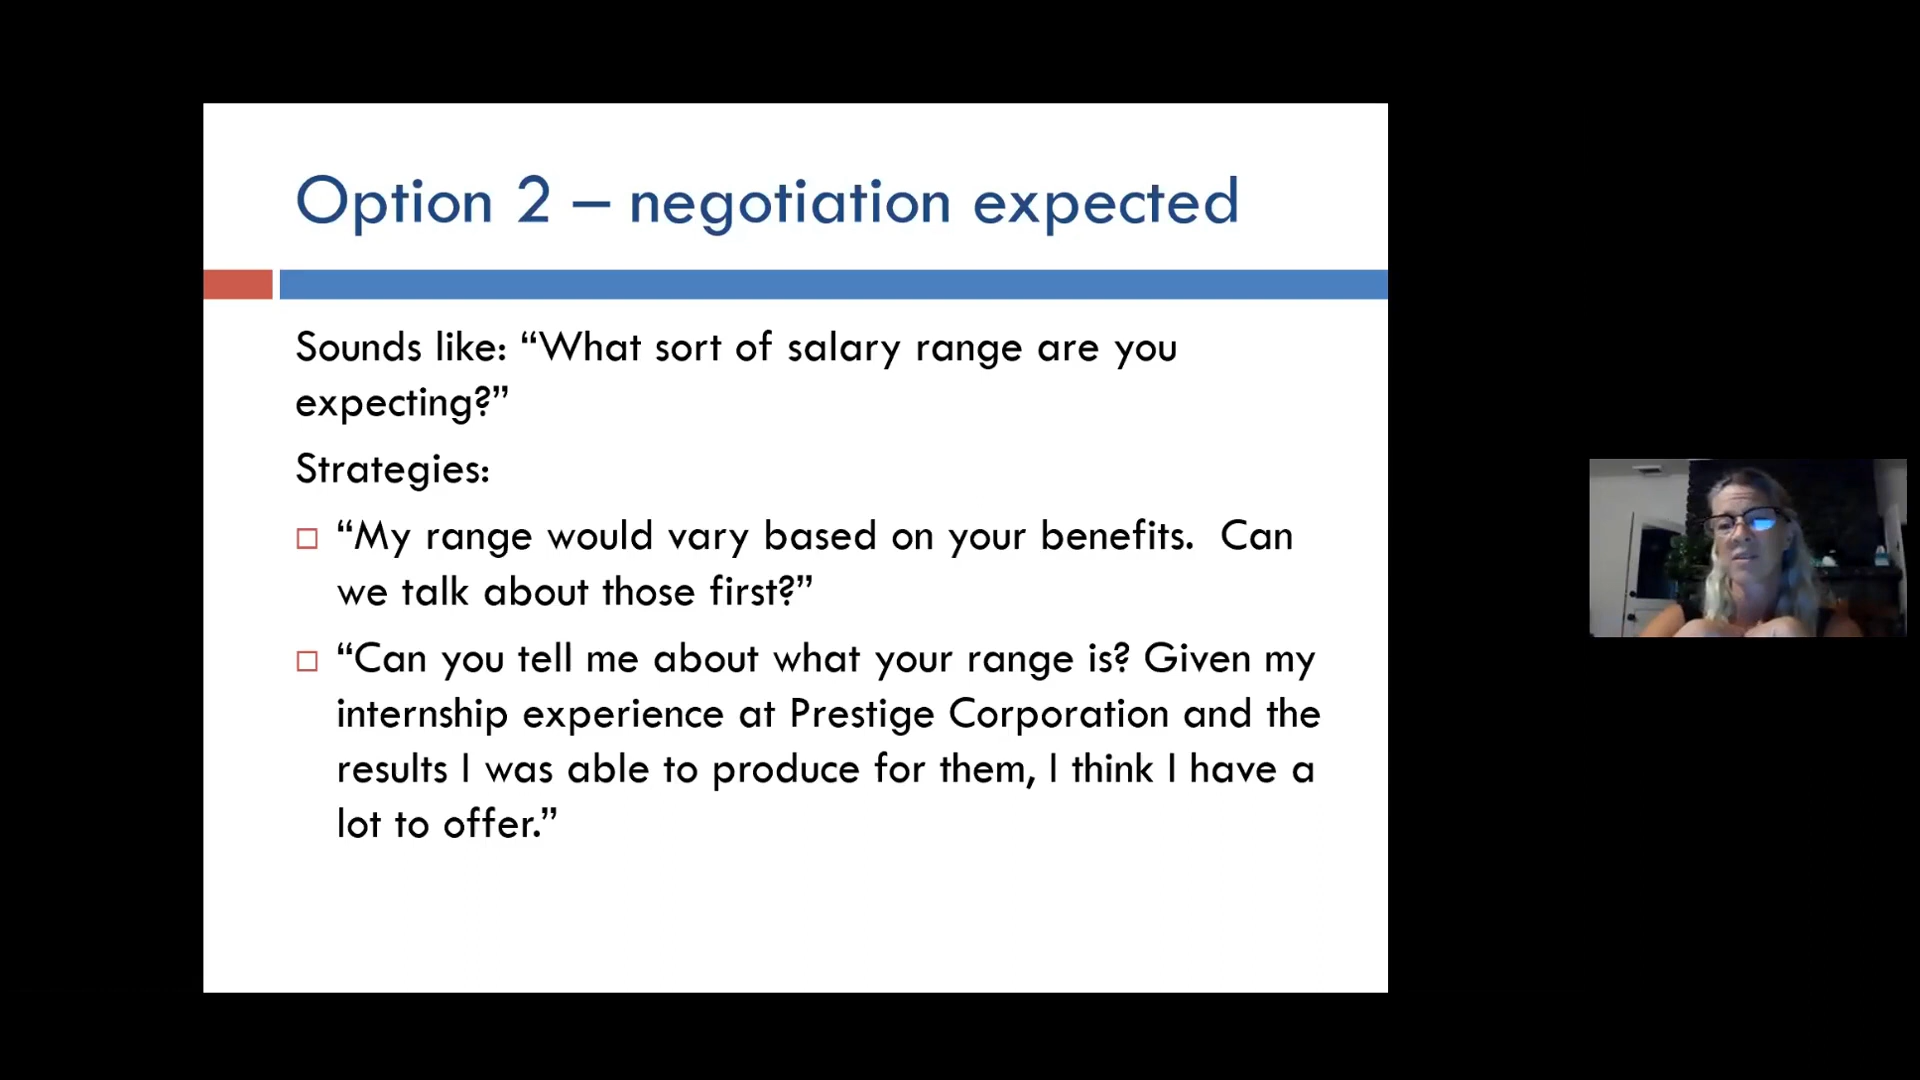 Option 2 – negotiation expected
Sounds like: “What sort of salary range are you
expecting?”
Strategies:
“My range would vary based on your benefits.  Can
we talk about those first?”
“Can you tell me about what your range is? Given my
internship experience at Prestige Corporation and the
results I was able to produce for them, I think I have a
lot to offer.”